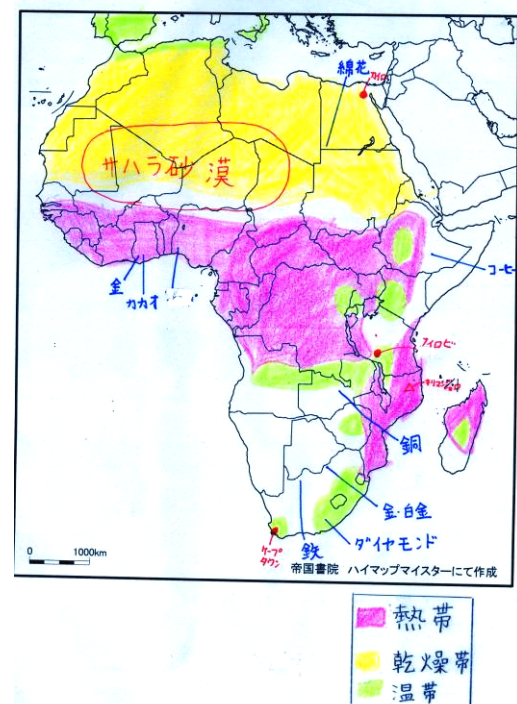 綿花
カイロ
サハラ砂漠
コーヒー
金
カカオ
ナイロビ
キリマンジャロ
銅
金・白金
ダイヤモンド
鉄
ケープ
タウン
0 1000km
帝国書院 ハイマップマイスターにて作成
熱帯
乾燥帯
温帯